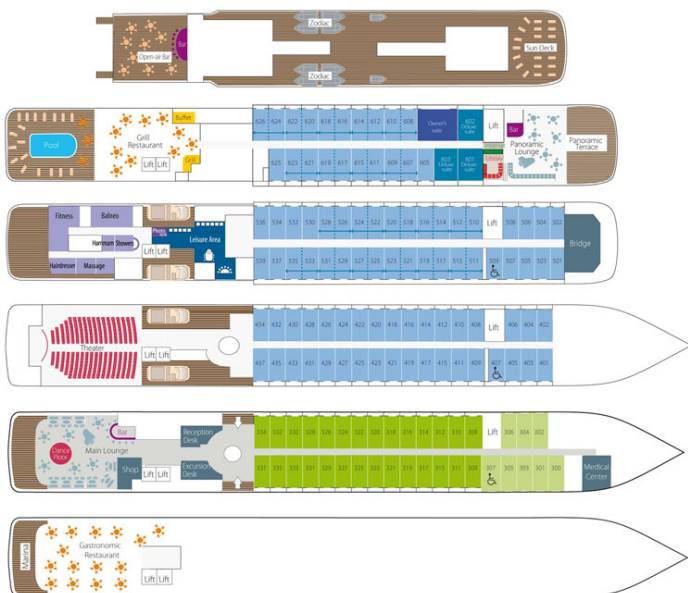 Open-air Bar
Bar
Zodiac
Zodiac
Sun Deck
Pool
Grill
Restaurant
Buffet
Grill
Lift Lift
626 624 622 620 618 616 614 612 610 608
Owner's
suite
602
Deluxe
suite
Lift
625 623 621 619 617 615 611 609 607 605
603
Deluxe
suite
601
Deluxe
suite
Library
Bar
Panoramic
Lounge
Panoramic
Terrace
Fitness
Balneo
Hammam
Showers
Hairdresser
Massage
Photo
Lift Lift
Leisure Area
536 534 532 530 528 526 524 522 520 518 516 514 512 510
Lift
508 506 504 502
539 537 535 533 531 529 527 525 523 521 519 517 515 511
509 507 505 503 501
Bridge
Theater
Lift Lift
434 432 430 428 426 424 422 420 418 416 414 412 410 408
Lift
406 404 402
437 435 433 431 429 427 425 423 421 419 417 415 411 409
407 405 403 401
Dance
Floor
Main Lounge
Bar
Shop
Lift Lift
Reception
Desk
Excursion
Desk
334 332 330 328 326 324 322 320 318 316 314 312 310 308
Lift
306 304 302
337 335 333 331 329 327 325 323 321 319 317 315 311 309
307 305 303 301 300
Medical
Center
Marina
Gastronomic
Restaurant
Lift Lift